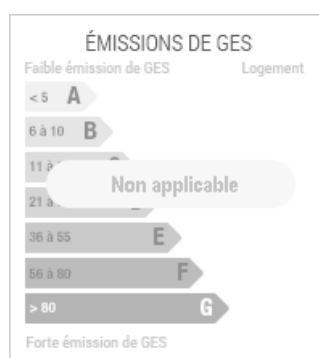 ÉMISSIONS DE GES
Faible émission de GES Logement
< 5 A
6 à 10 B
11 à
Non applicable
21 à
36 à 55 E
56 à 80 F
> 80 G
Forte émission de GES